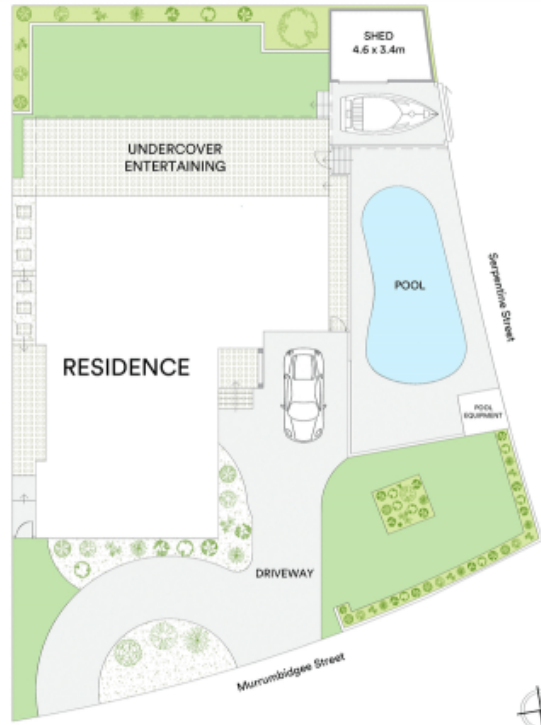 SHED
4.6 x 3.4m
UNDERCOVER
ENTERTAINING
POOL
Serpentine Street
RESIDENCE
POOL
EQUIPMENT
DRIVEWAY
Murrumbidgee Street